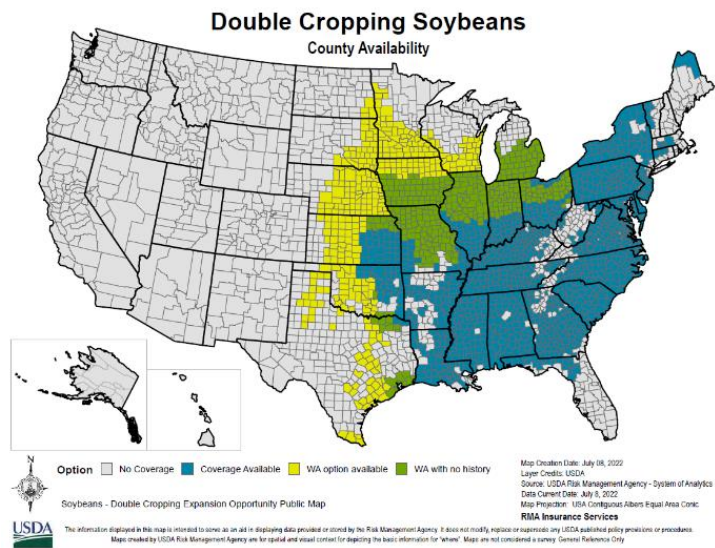 Double Cropping Soybeans
County Availability
Option No Coverage Coverage Available WA option available WA with no history
Soybeans - Double Cropping Expansion Opportunity Public Map
Map Creation Date: July 08, 2022
Layer Credits: USDA
Source: USDA Risk Management Agency - System of Analytics
Data Current Date: July 8, 2022
Map Projection: USA Contiguous Albers Equal Area Conic
RMA Insurance Services
N
USDA
The information displayed in this map is intended to serve as an aid in displaying data provided or stored by the Risk Management Agency. It does not modify, replace or supersede any USDA published policy provisions or procedures.
Maps created by USDA Risk Management Agency are for spatial and visual context for depicting the basic information for "where". Maps are not considered a survey. General Reference Only